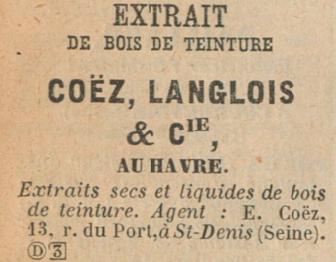 EXTRAIT
DE BOIS DE TEINTURE
COËZ, LANGLOIS
& CIE,
AU HAVRE.
Extraits secs et liquides de bois
de teinture. Agent : E. Coëz,
13, r. du Port, à St-Denis (Seine).
Ⓓ 3